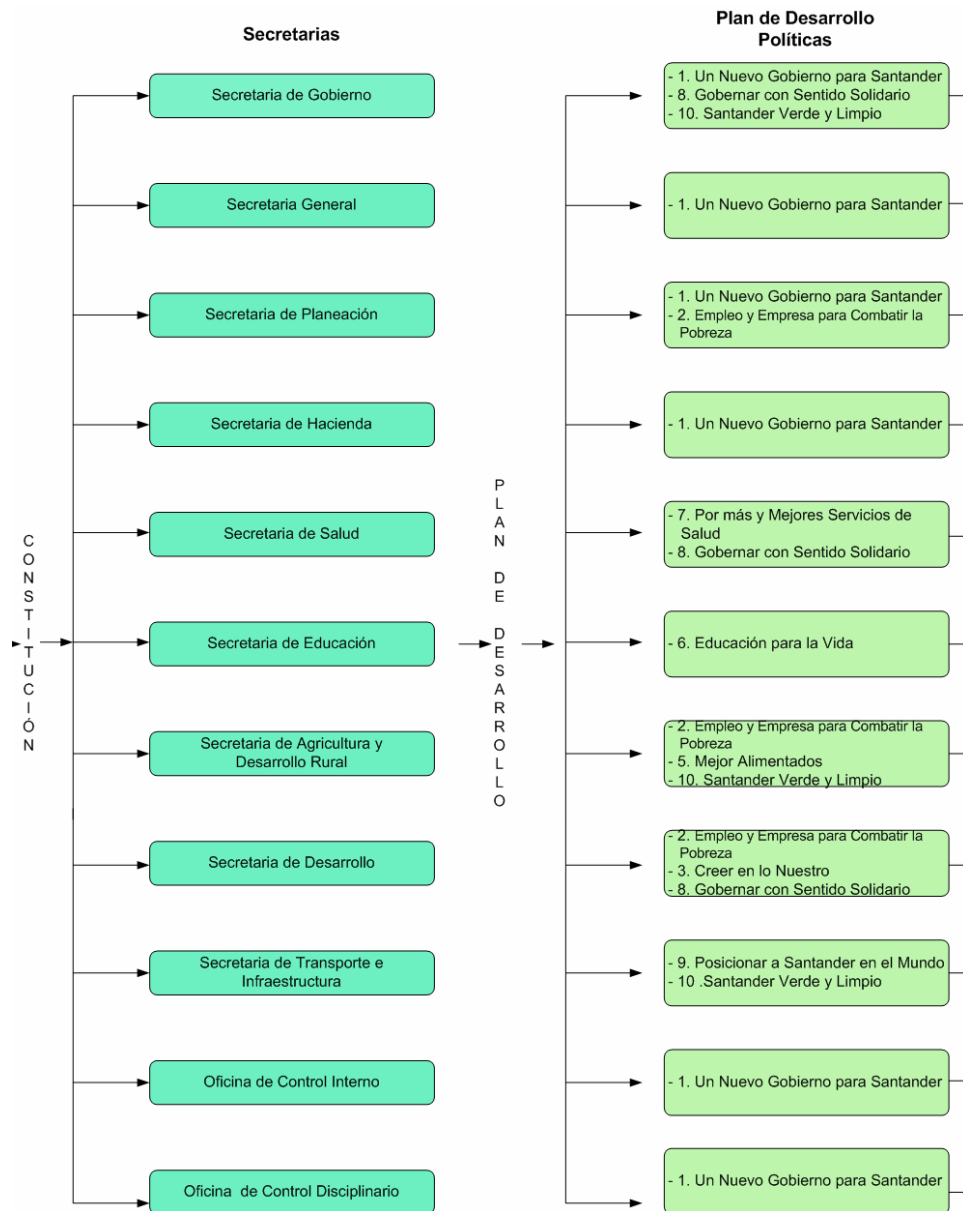 Secretarias
Plan de Desarrollo
Políticas
Secretaria de Gobierno
- 1. Un Nuevo Gobierno para Santander
- 8. Gobernar con Sentido Solidario
- 10. Santander Verde y Limpio
Secretaria General
- 1. Un Nuevo Gobierno para Santander
Secretaria de Planeación
- 1. Un Nuevo Gobierno para Santander
- 2. Empleo y Empresa para Combatir la
Pobreza
Secretaria de Hacienda
- 1. Un Nuevo Gobierno para Santander
Secretaria de Salud
- 7. Por más y Mejores Servicios de
Salud
- 8. Gobernar con Sentido Solidario
CONSTITUCIÓN
Secretaria de Educación
PLAN DE DESARROLLO
- 6. Educación para la Vida
Secretaria de Agricultura y
Desarrollo Rural
- 2. Empleo y Empresa para Combatir la
Pobreza
- 5. Mejor Alimentados
- 10. Santander Verde y Limpio
Secretaria de Desarrollo
- 2. Empleo y Empresa para Combatir la
Pobreza
- 3. Creer en lo Nuestro
- 8. Gobernar con Sentido Solidario
Secretaria de Transporte e
Infraestructura
- 9. Posicionar a Santander en el Mundo
- 10 .Santander Verde y Limpio
Oficina de Control Interno
- 1. Un Nuevo Gobierno para Santander
Oficina de Control Disciplinario
- 1. Un Nuevo Gobierno para Santander